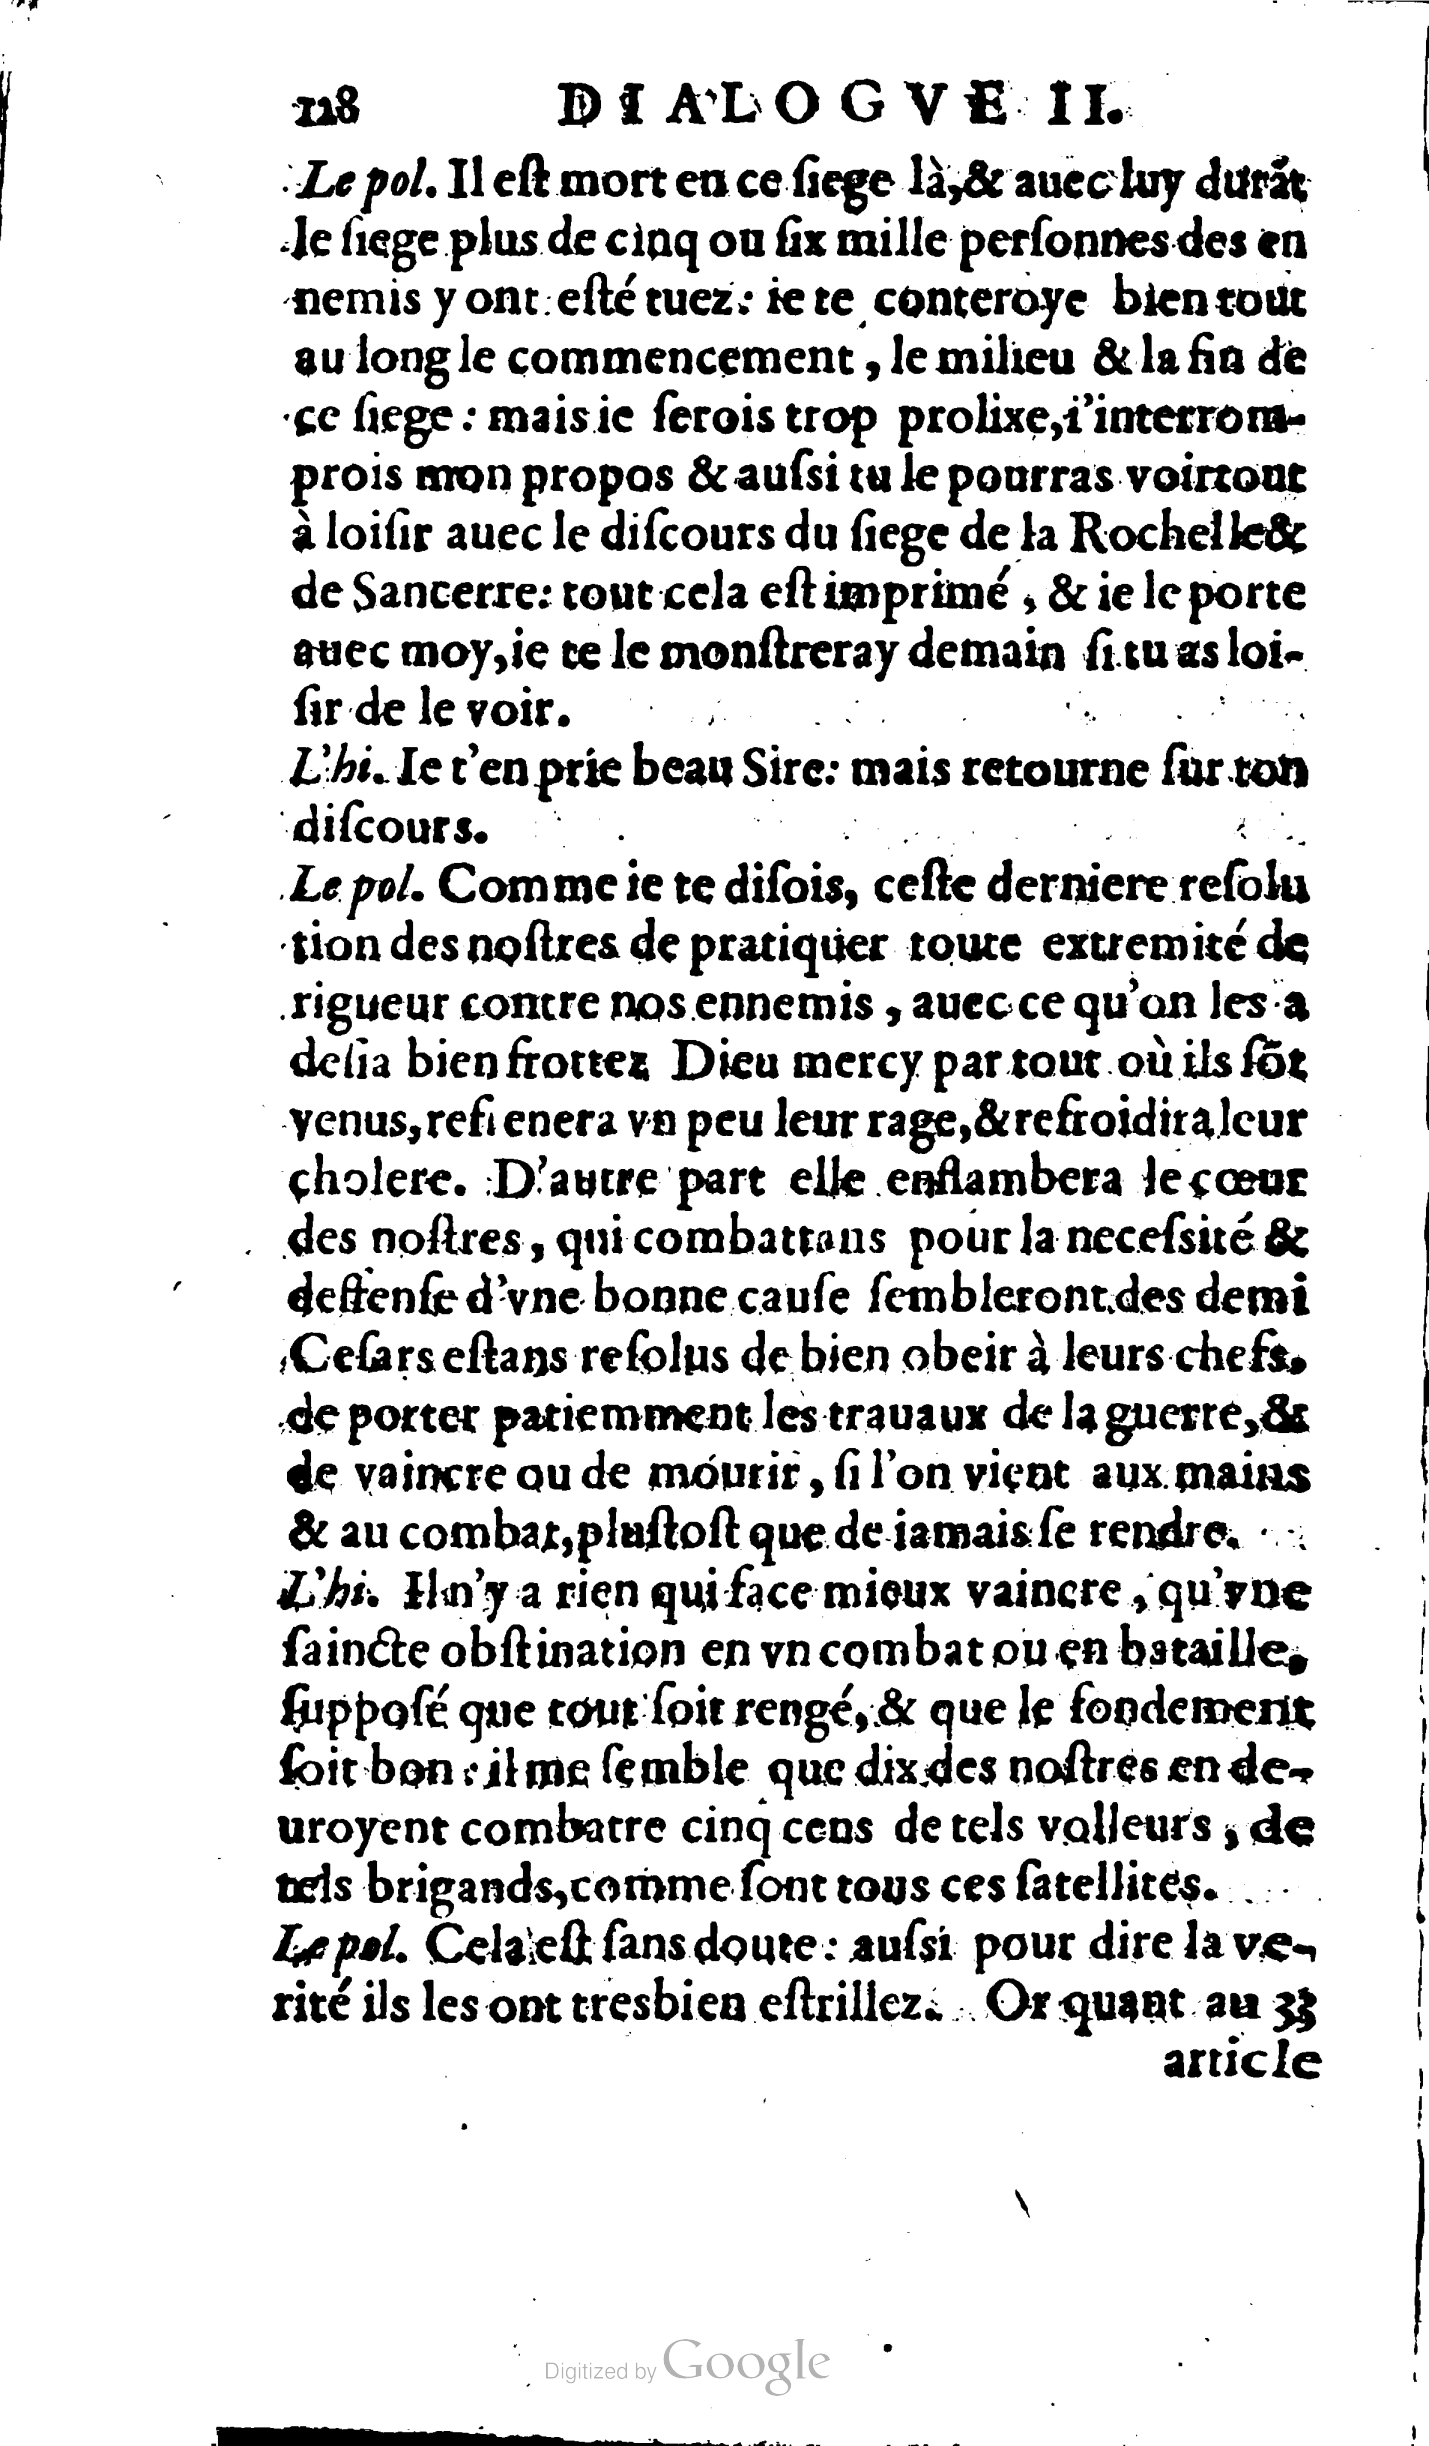 128 DIALOGVE II.
Le pol. Il eſt mort en ce ſiege là,& auec luy durãt
le ſiege plus de cinq ou ſix mille perſonnes des en
nemis y ont eſté tuez: ie te conteroye bien tout
au long le commencement, le milieu & la fin de
ce ſiege: mais ie ſerois trop prolixe,i'interrom-
prois mon propos & auſsi tu le pourras voir tout
à loiſir auec le diſcours du ſiege de la Rochelle &
de Sancerre: tout cela eſt imprimé, & ie le porte
auec moy,ie te le monſtreray demain ſi tu as loi-
ſir de le voir.
L'hi. Ie t'en prie beau Sire: mais retourne ſur ton
diſcours.
Le pol. Comme ie te diſois, ceſte derniere reſolu
tion des noſtres de pratiquer toute extremité de
rigueur contre nos ennemis, auec ce qu'on les a
deſia bien frottez Dieu mercy par tout où ils ſõt
venus, refrenera vn peu leur rage,& refroidira leur
cholere. D'autre part elle enflambera le cœur
des noſtres, qui combattans pour la neceſsité &
deffenſe d'vne bonne cauſe ſembleront des demi
Ceſars eſtans reſolus de bien obeir à leurs chefs,
de porter patiemment les trauaux de la guerre,&
de vaincre ou de mourir, ſi l'on vient aux mains
& au combat,pluſtoſt que de iamais ſe rendre.
L'hi. Il n'y a rien qui face mieux vaincre, qu'vne
ſaincte obſtination en vn combat ou en bataille,
ſuppoſé que tout ſoit rengé,& que le fondement
ſoit bon: il me ſemble que dix des noſtres en de-
uroyent combatre cinq cens de tels volleurs, de
tels brigands,comme ſont tous ces ſatellites.
Le pol. Cela eſt ſans doute: auſsi pour dire la ve-
rité ils les ont tresbien eſtrillez. Or quant au 33
article
Digitized by Google